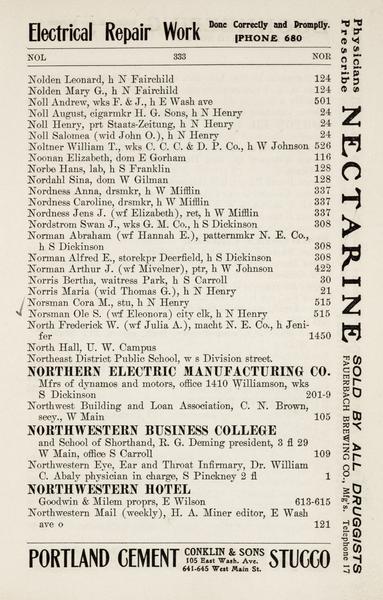 Electrical Repair Work Done Correctly and Promptly.
PHONE 680
NOL 333 NOR
Nolden Leonard, h N Fairchild 124
Nolden Mary G., h N Fairchild 124
Noll Andrew, wks F. & J., h E Wash ave 501
Noll August, cigarmkr H. G. Sons, h N Henry 24
Noll Henry, prt Staats-Zeitung, h N Henry 24
Noll Salomea (wid John O.), h N Henry 24
Noltner William T., wks C. C. C. & D. P. Co., h W Johnson 526
Noonan Elizabeth, dom E Gorham 116
Norbe Hans, lab, h S Franklin 128
Nordahl Sina, dom W Gilman 128
Nordness Anna, drsmkr, h W Mifflin 337
Nordness Caroline, drsmkr, h W Mifflin 337
Nordness Jens J. (wf Elizabeth), ret, h W Mifflin 337
Nordstrom Swan J., wks G. M. Co., h S Dickinson 308
Norman Abraham (wf Hannah E.), patternmkr N. E. Co.,
h S Dickinson 308
Norman Alfred E., storekpr Deerfield, h S Dickinson 308
Norman Arthur J. (wf Mivelner), ptr, h W Johnson 422
Norris Bertha, waitress Park, h S Carroll 30
Norris Maria (wid Thomas G.), h N Henry 21
Norsman Cora M., stu, h N Henry 515
Norsman Ole S. (wf Eleonora) city elk, h N Henry 515
North Frederick W. (wf Julia A.), macht N. E. Co., h Jeni-
fer 1450
North Hall, U. W. Campus
Northeast District Public School, w s Division street.
NORTHERN ELECTRIC MANUFACTURING CO.
Mfrs of dynamos and motors, office 1410 Williamson, wks
S Dickinson 201-9
Northwest Building and Loan Association, C. N. Brown,
secy., W Main 105
NORTHWESTERN BUSINESS COLLEGE
and School of Shorthand, R. G. Deming president, 3 fl 29
W Main, office S Carroll 109
Northwestern Eye, Ear and Throat Infirmary, Dr. William
C. Abaly physician in charge, S Pinckney 2 fl 1
NORTHWESTERN HOTEL
Goodwin & Milem proprs, E Wilson 613-615
Northwestern Mail (weekly), H. A. Miner editor, E Wash
ave o 121
PORTLAND CEMENT CONKLIN & SONS STUCCO
105 East Wash. Ave.
641-645 West Main St.
Physicians
Prescribe
NECTARINE
SOLD BY ALL DRUGGISTS
FAUERBACH BREWING CO., Mfg's. Telephone 17